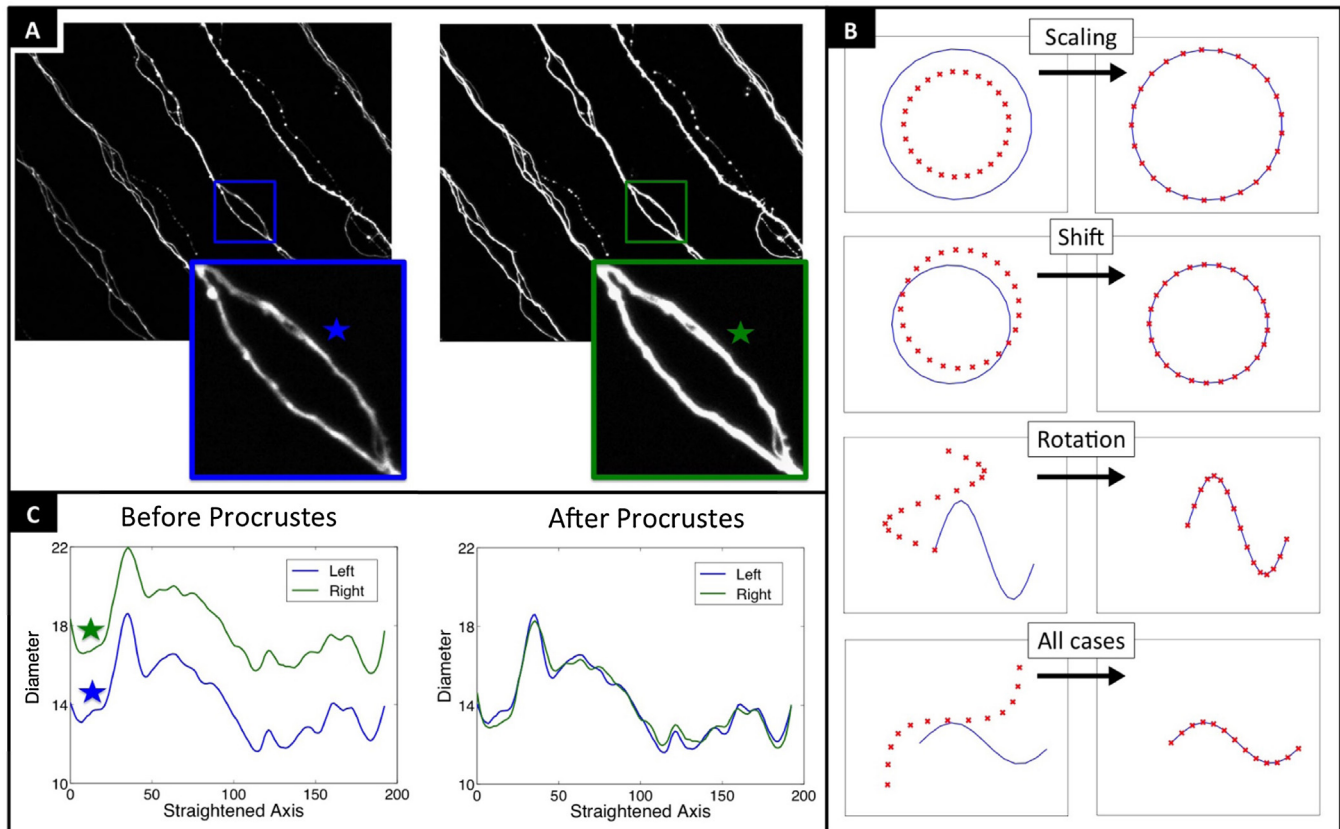 A
B
Scaling
Shift
Rotation
All cases
C
Before Procrustes
After Procrustes
22
18
14
10
Diameter
0
50
100
150
200
Straightened Axis
Left
Right
22
18
14
10
Diameter
0
50
100
150
200
Straightened Axis
Left
Right